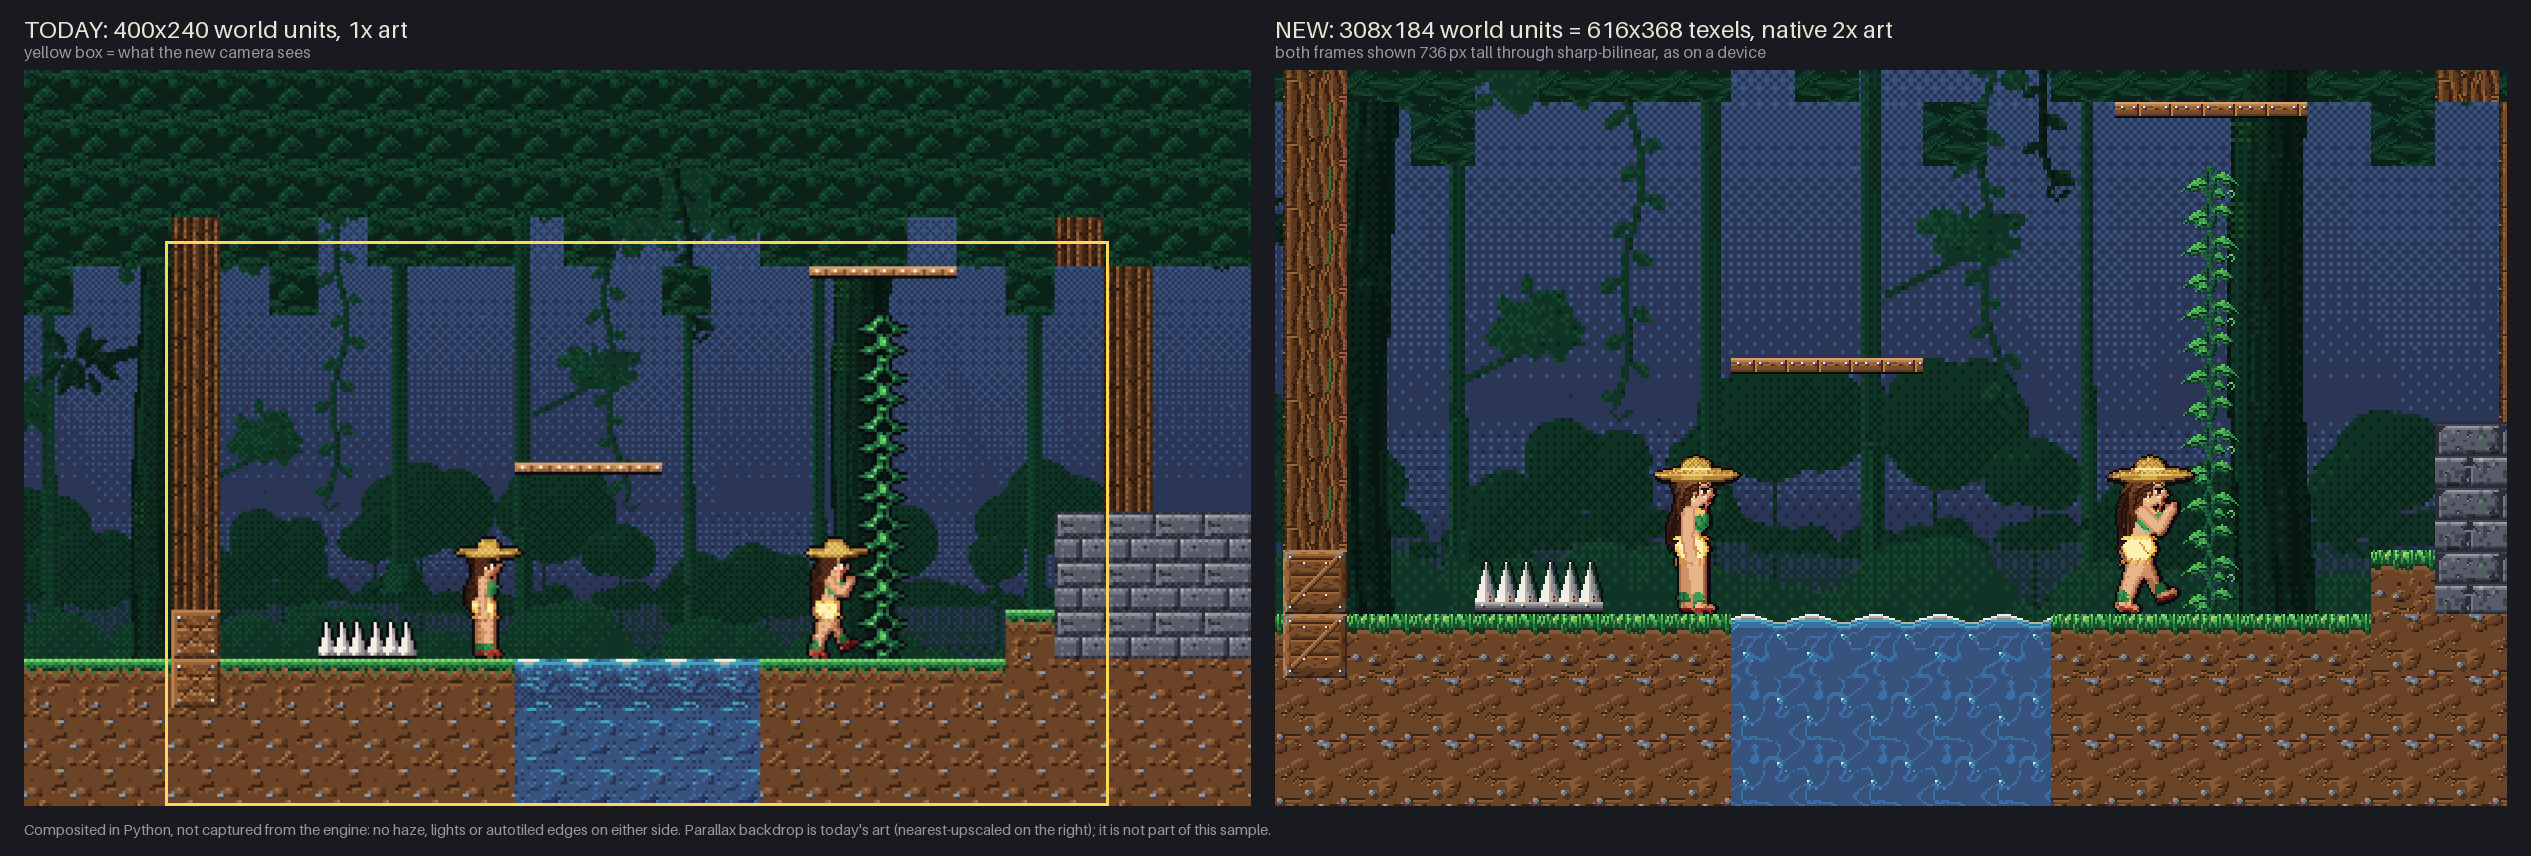 TODAY: 400x240 world units, 1x art
yellow box = what the new camera sees
NEW: 308x184 world units = 616x368 texels, native 2x art
both frames shown 736 px tall through sharp-bilinear, as on a device
Composited in Python, not captured from the engine: no haze, lights or autotiled edges on either side. Parallax backdrop is today's art (nearest-upscaled on the right); it is not part of this sample.